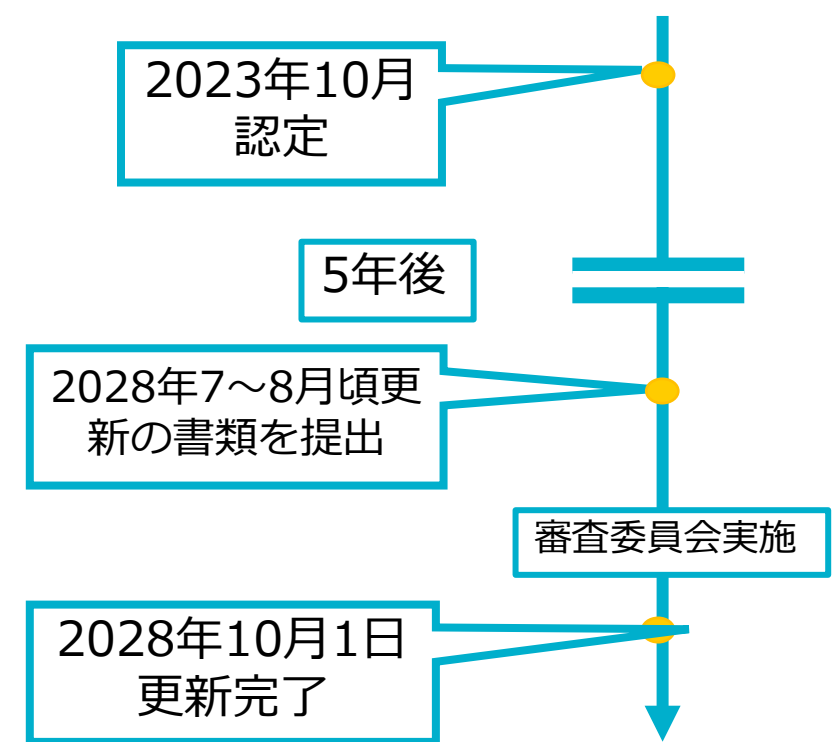 2023年10月
認定
5年後
2028年7～8月頃更
新の書類を提出
審査委員会実施
2028年10月1日
更新完了